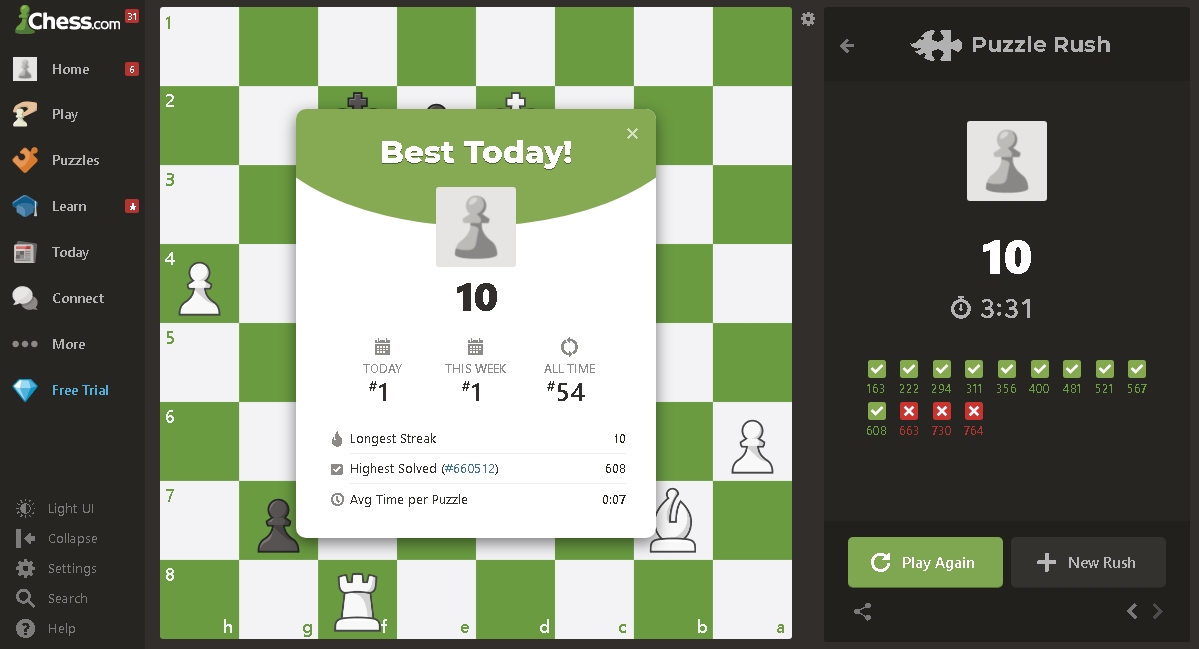 Chess.com 31
Home 6
Play
Puzzles
Learn
Today
Connect
More
Free Trial
Light UI
Collapse
Settings
Search
Help
1
2
3
4
5
6
7
8
h g f e d c b a
Best Today!
10
TODAY THIS WEEK ALL TIME
#1 #1 #54
Longest Streak 10
Highest Solved (#660512) 608
Avg Time per Puzzle 0:07
Puzzle Rush
10
3:31
163 222 294 311 356 400 481 521 567
608 663 730 764
Play Again New Rush